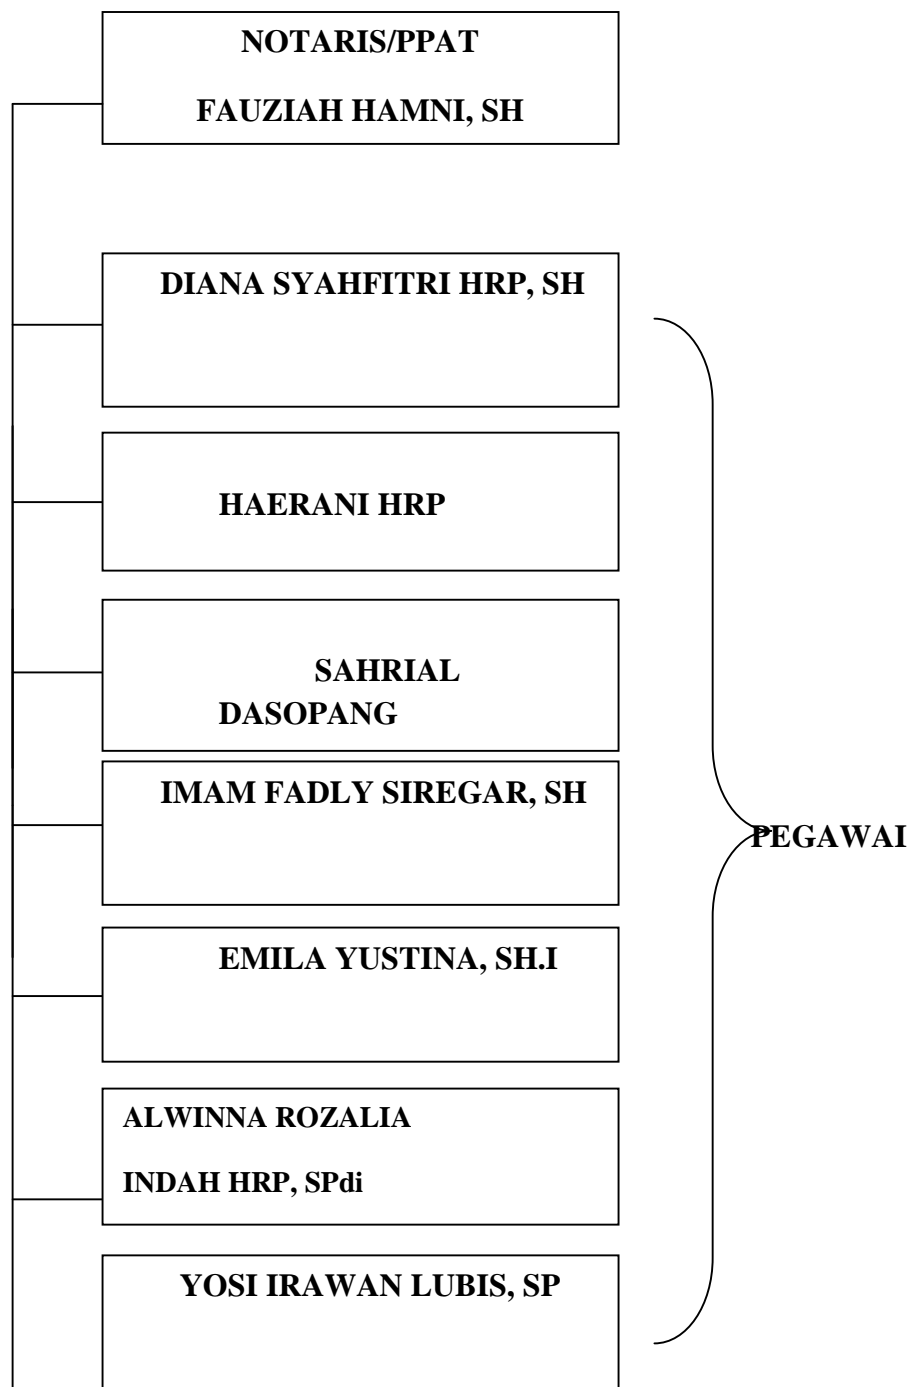 NOTARIS/PPAT
FAUZIAH HAMNI, SH
DIANA SYAHFITRI HRP, SH
HAERANI HRP
SAHRIAL
DASOPANG
IMAM FADLY SIREGAR, SH
PEGAWAI
EMILA YUSTINA, SH.I
ALWINNA ROZALIA
INDAH HRP, SPdi
YOSI IRAWAN LUBIS, SP